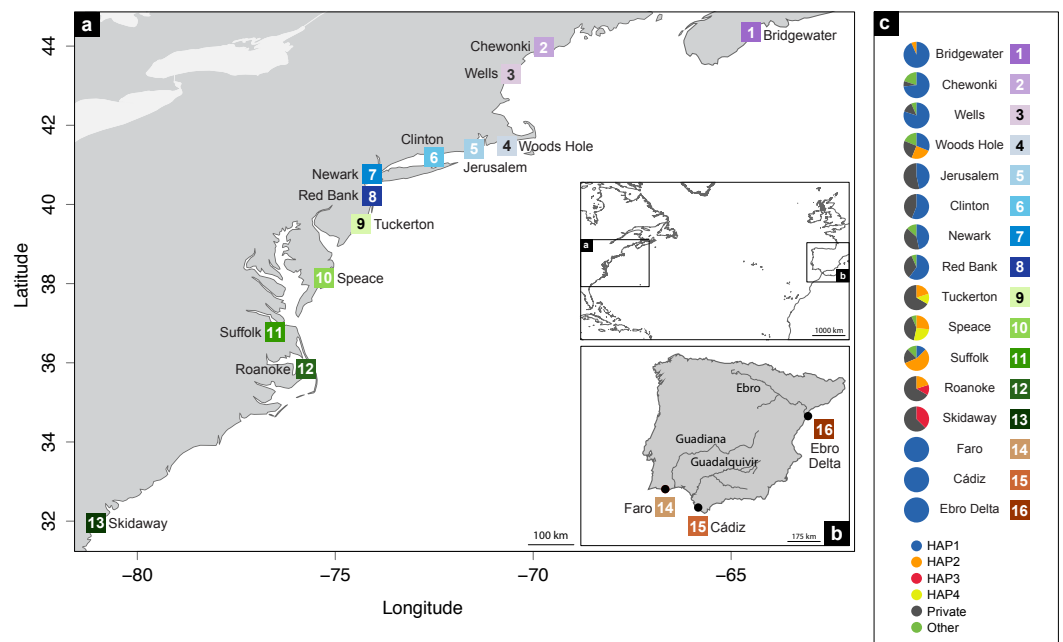 a
44
42
40
38
36
34
32
Latitude
−80
−75
−70
−65
Longitude
1 Bridgewater
Chewonki 2
Wells 3
4 Woods Hole
5
Jerusalem
Clinton
6
Newark 7
Red Bank 8
9 Tuckerton
10 Speace
Suffolk 11
Roanoke 12
13 Skidaway
100 km
a
b
1000 km
Ebro
Guadiana
Guadalquivir
16
Ebro
Delta
Faro 14
15 Cádiz
175 km
b
c
Bridgewater 1
Chewonki 2
Wells 3
Woods Hole 4
Jerusalem 5
Clinton 6
Newark 7
Red Bank 8
Tuckerton 9
Speace 10
Suffolk 11
Roanoke 12
Skidaway 13
Faro 14
Cádiz 15
Ebro Delta 16
HAP1
HAP2
HAP3
HAP4
Private
Other